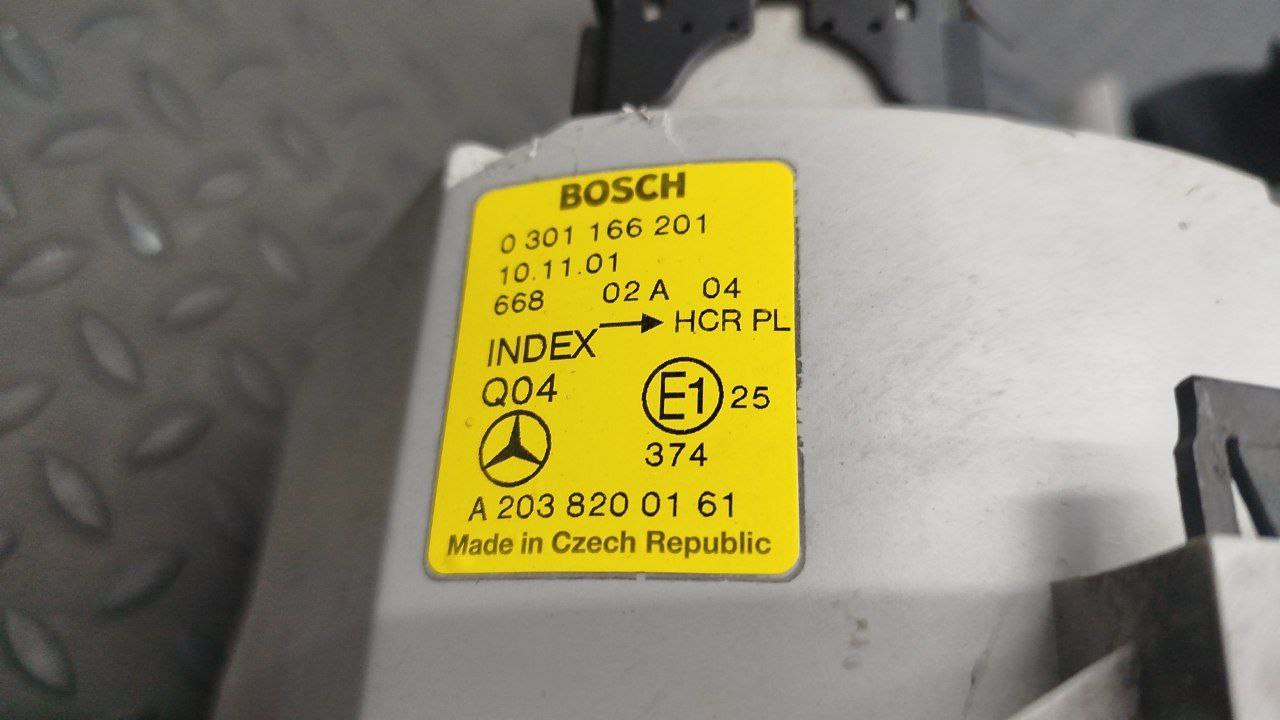 BOSCH
0 301 166 201
10.11.01
668 02 A 04
INDEX → HCR PL
Q04 E1 25
374
A 203 820 01 61
Made in Czech Republic